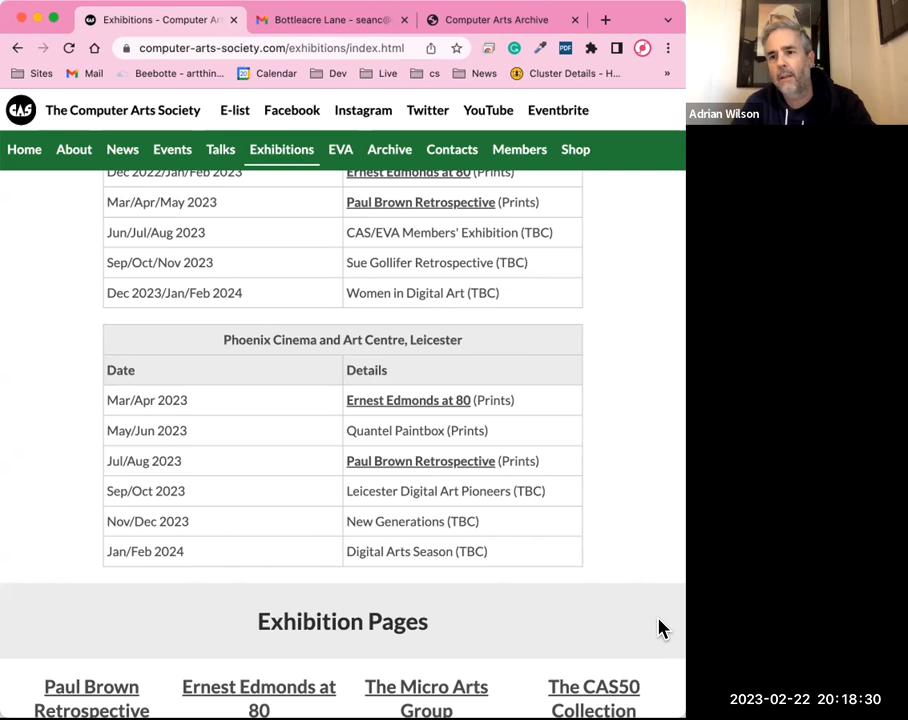 Exhibitions - Computer Ar
Bottleacre Lane - seanc@
Computer Arts Archive
computer-arts-society.com/exhibitions/index.html
PDF
Sites
Mail
Beebotte - artthin...
20
Calendar
Dev
Live
cs
News
Cluster Details - H...
»
CAS
The Computer Arts Society
E-list
Facebook
Instagram
Twitter
YouTube
Eventbrite
Home
About
News
Events
Talks
Exhibitions
EVA
Archive
Contacts
Members
Shop
Dec 2022/Jan/Feb 2023 Ernest Edmonds at 80 (Prints)
Mar/Apr/May 2023 Paul Brown Retrospective (Prints)
Jun/Jul/Aug 2023 CAS/EVA Members' Exhibition (TBC)
Sep/Oct/Nov 2023 Sue Gollifer Retrospective (TBC)
Dec 2023/Jan/Feb 2024 Women in Digital Art (TBC)
Phoenix Cinema and Art Centre, Leicester
Date Details
Mar/Apr 2023 Ernest Edmonds at 80 (Prints)
May/Jun 2023 Quantel Paintbox (Prints)
Jul/Aug 2023 Paul Brown Retrospective (Prints)
Sep/Oct 2023 Leicester Digital Art Pioneers (TBC)
Nov/Dec 2023 New Generations (TBC)
Jan/Feb 2024 Digital Arts Season (TBC)
Exhibition Pages
Paul Brown
Retrospective
Ernest Edmonds at
80
The Micro Arts
Group
The CAS50
Collection
Adrian Wilson
2023-02-22 20:18:30